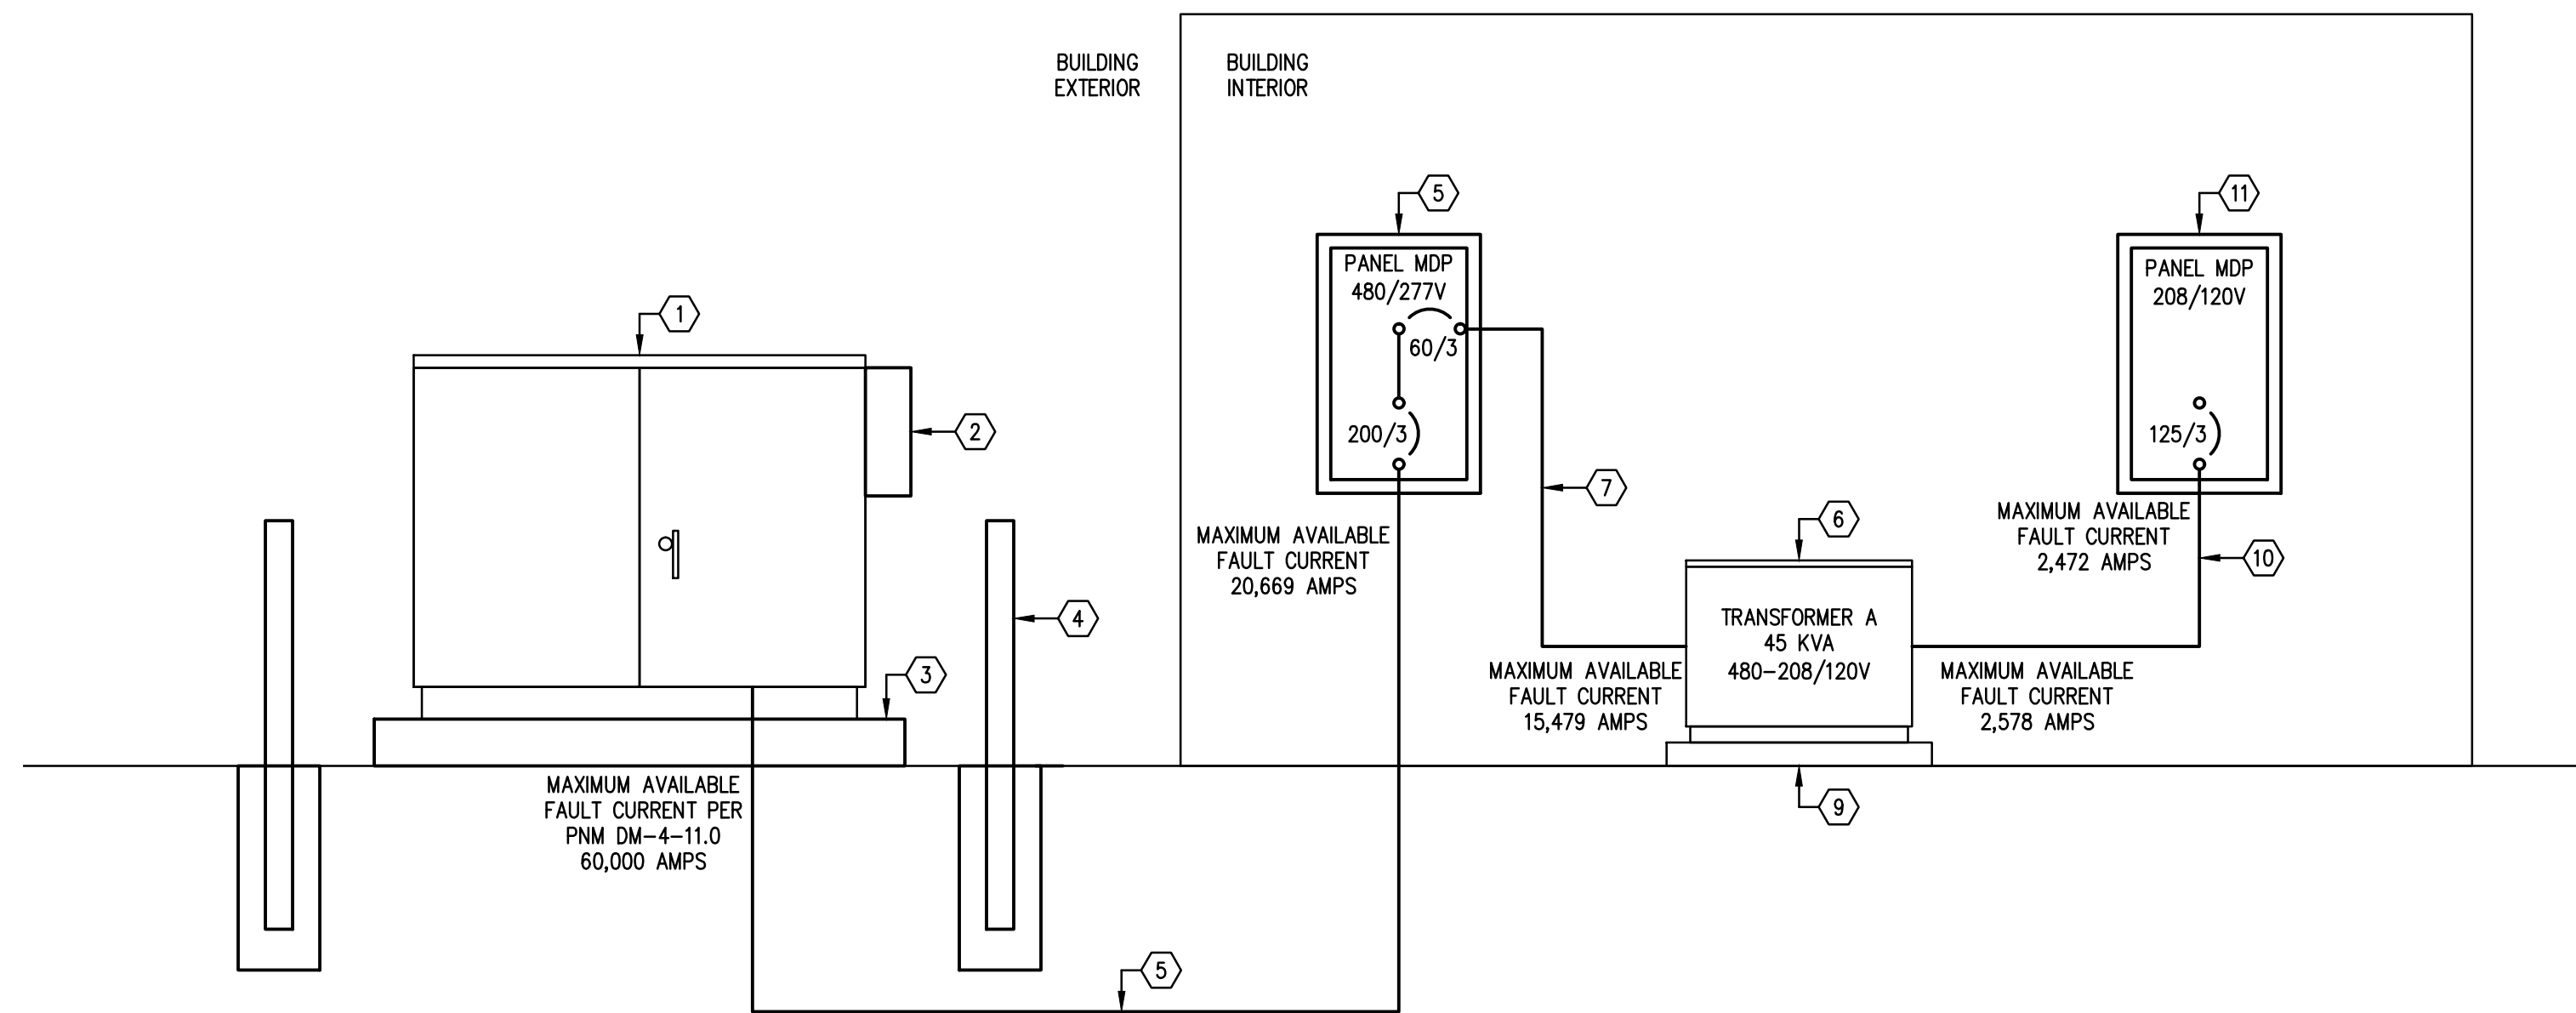 BUILDING
EXTERIOR
BUILDING
INTERIOR
5
11
PANEL MDP
480/277V
60/3
200/3
PANEL MDP
208/120V
125/3
1
2
7
6
MAXIMUM AVAILABLE
FAULT CURRENT
20,669 AMPS
MAXIMUM AVAILABLE
FAULT CURRENT
2,472 AMPS
10
4
3
TRANSFORMER A
45 KVA
480-208/120V
MAXIMUM AVAILABLE
FAULT CURRENT
15,479 AMPS
MAXIMUM AVAILABLE
FAULT CURRENT
2,578 AMPS
MAXIMUM AVAILABLE
FAULT CURRENT PER
PNM DM-4-11.0
60,000 AMPS
9
5